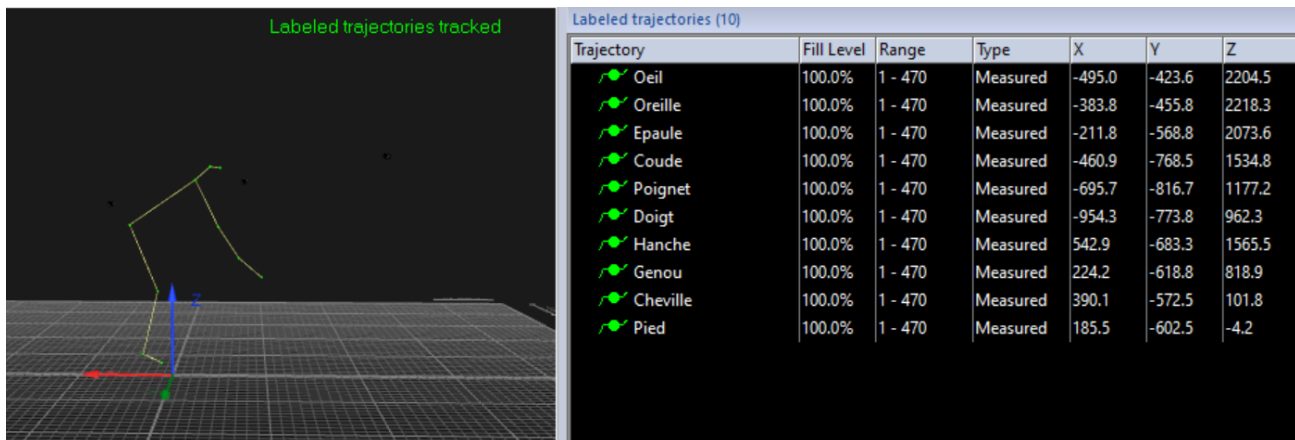 Labeled trajectories tracked
Z
Labeled trajectories (10)
Trajectory Fill Level Range Type X Y Z
Oeil 100.0% 1 - 470 Measured -495.0 -423.6 2204.5
Oreille 100.0% 1 - 470 Measured -383.8 -455.8 2218.3
Epaule 100.0% 1 - 470 Measured -211.8 -568.8 2073.6
Coude 100.0% 1 - 470 Measured -460.9 -768.5 1534.8
Poignet 100.0% 1 - 470 Measured -695.7 -816.7 1177.2
Doigt 100.0% 1 - 470 Measured -954.3 -773.8 962.3
Hanche 100.0% 1 - 470 Measured 542.9 -683.3 1565.5
Genou 100.0% 1 - 470 Measured 224.2 -618.8 818.9
Cheville 100.0% 1 - 470 Measured 390.1 -572.5 101.8
Pied 100.0% 1 - 470 Measured 185.5 -602.5 -4.2